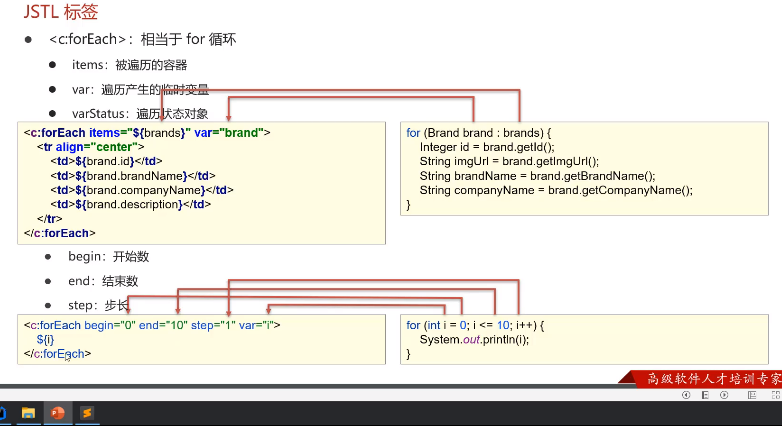 JSTL 标签
● <c:forEach>：相当于 for 循环
● items：被遍历的容器
● var：遍历产生的临时变量
● varStatus：遍历状态对象
<c:forEach items="${brands}" var="brand">
<tr align="center">
<td>${brand.id}</td>
<td>${brand.brandName}</td>
<td>${brand.companyName}</td>
<td>${brand.description}</td>
</tr>
</c:forEach>
for (Brand brand : brands) {
Integer id = brand.getId();
String imgUrl = brand.getImgUrl();
String brandName = brand.getBrandName();
String companyName = brand.getCompanyName();
}
● begin：开始数
● end：结束数
● step：步长
<c:forEach begin="0" end="10" step="1" var="i">
${i}
</c:forEach>
for (int i = 0; i <= 10; i++) {
System.out.println(i);
}
高级软件人才培训专家